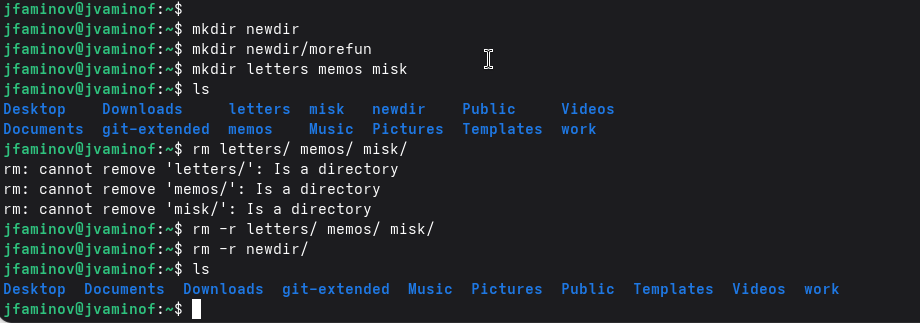 jfaminov@jvaminof:~$
jfaminov@jvaminof:~$ mkdir newdir
jfaminov@jvaminof:~$ mkdir newdir/morefun
jfaminov@jvaminof:~$ mkdir letters memos misk
jfaminov@jvaminof:~$ ls
Desktop    Downloads     letters  misk   newdir    Public     Videos
Documents  git-extended  memos    Music  Pictures  Templates  work
jfaminov@jvaminof:~$ rm letters/ memos/ misk/
rm: cannot remove 'letters/': Is a directory
rm: cannot remove 'memos/': Is a directory
rm: cannot remove 'misk/': Is a directory
jfaminov@jvaminof:~$ rm -r letters/ memos/ misk/
jfaminov@jvaminof:~$ rm -r newdir/
jfaminov@jvaminof:~$ ls
Desktop  Documents  Downloads  git-extended  Music  Pictures  Public  Templates  Videos  work
jfaminov@jvaminof:~$